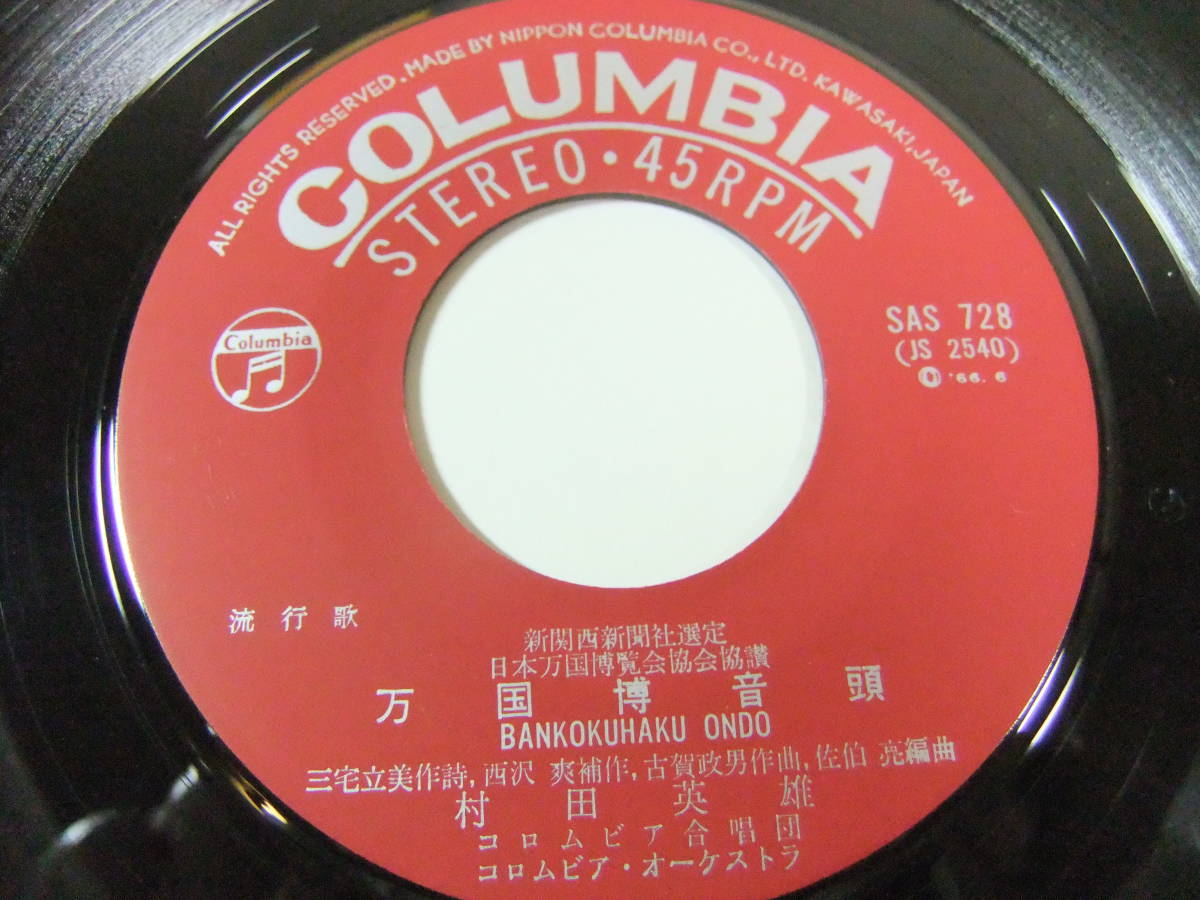 ALL RIGHTS RESERVED. MADE BY NIPPON COLUMBIA CO., LTD. KAWASAKI, JAPAN
COLUMBIA
STEREO・45RPM
Columbia
SAS 728
(JS 2540)
Ⓟ '66. 6
流行歌
新関西新聞社選定
日本万国博覧会協会協讃
万国博音頭
BANKOKUHAKU ONDO
三宅立美作詩, 西沢 爽補作, 古賀政男作曲, 佐伯 亮編曲
村田英雄
コロムビア合唱団
コロムビア・オーケストラ